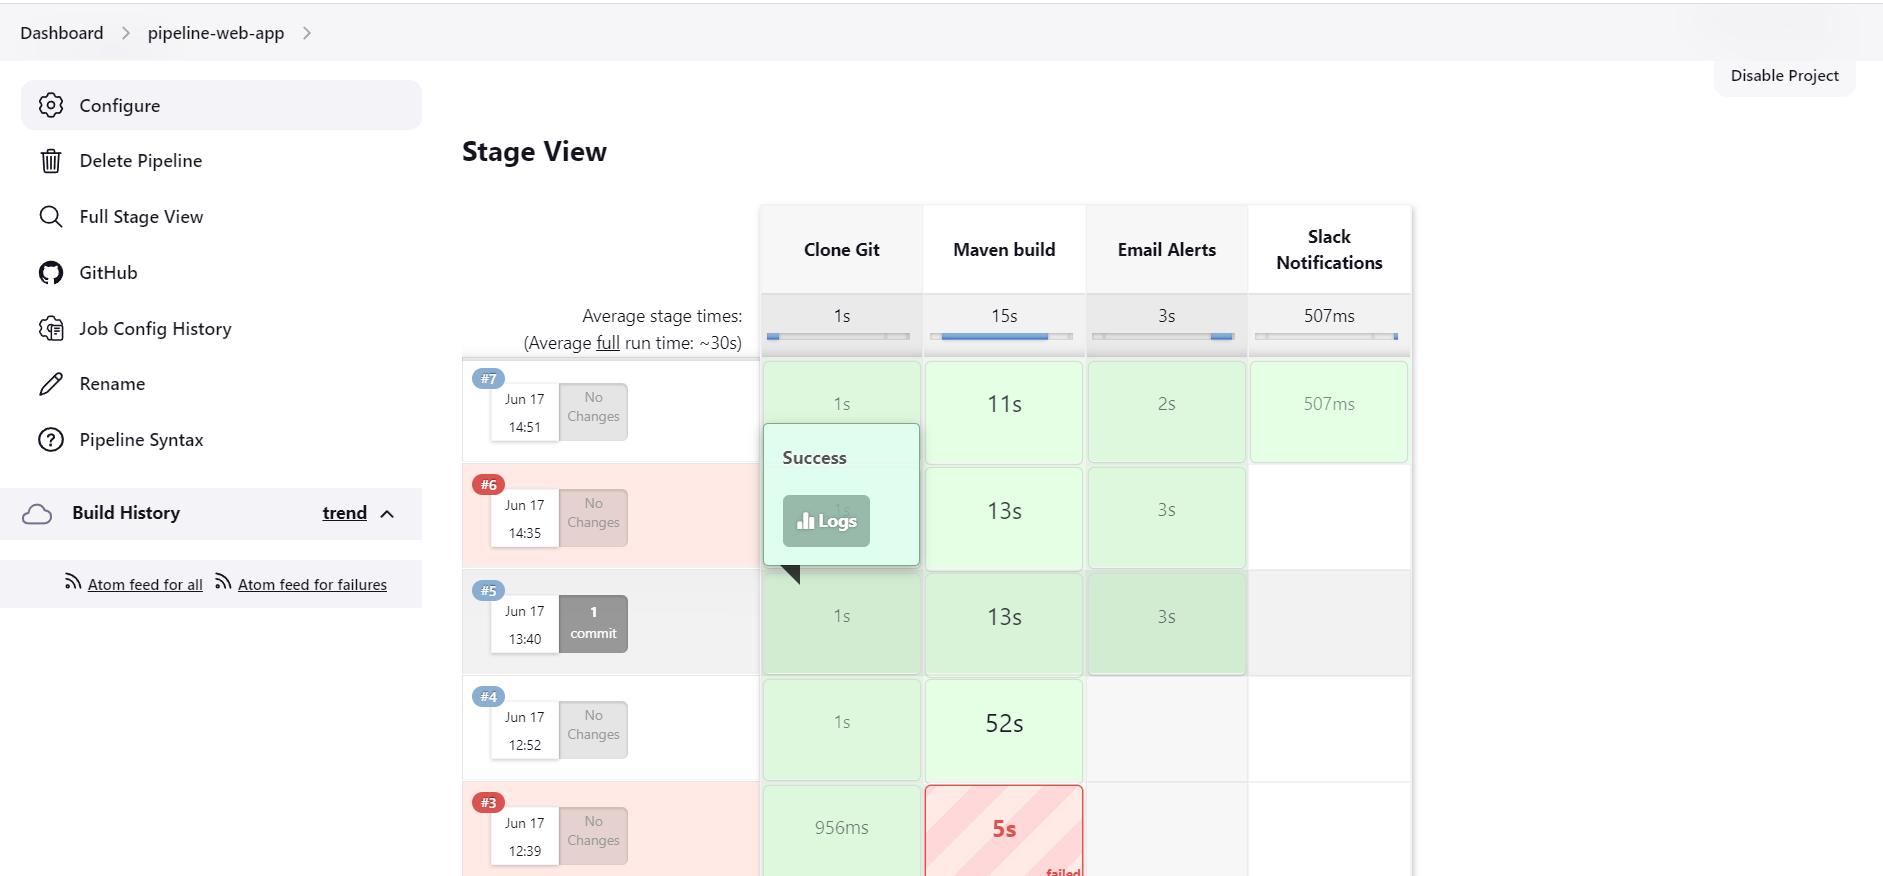 Dashboard
pipeline-web-app
Disable Project
Configure
Delete Pipeline
Full Stage View
GitHub
Job Config History
Rename
Pipeline Syntax
Build History
trend
Atom feed for all
Atom feed for failures
Stage View
Clone Git
Maven build
Email Alerts
Slack
Notifications
Average stage times:
(Average full run time: ~30s)
1s
15s
3s
507ms
#7
Jun 17
14:51
No
Changes
1s
11s
2s
507ms
Success
Logs
#6
Jun 17
14:35
No
Changes
1s
13s
3s
#5
Jun 17
13:40
1
commit
1s
13s
3s
#4
Jun 17
12:52
No
Changes
1s
52s
#3
Jun 17
12:39
No
Changes
956ms
5s
failed